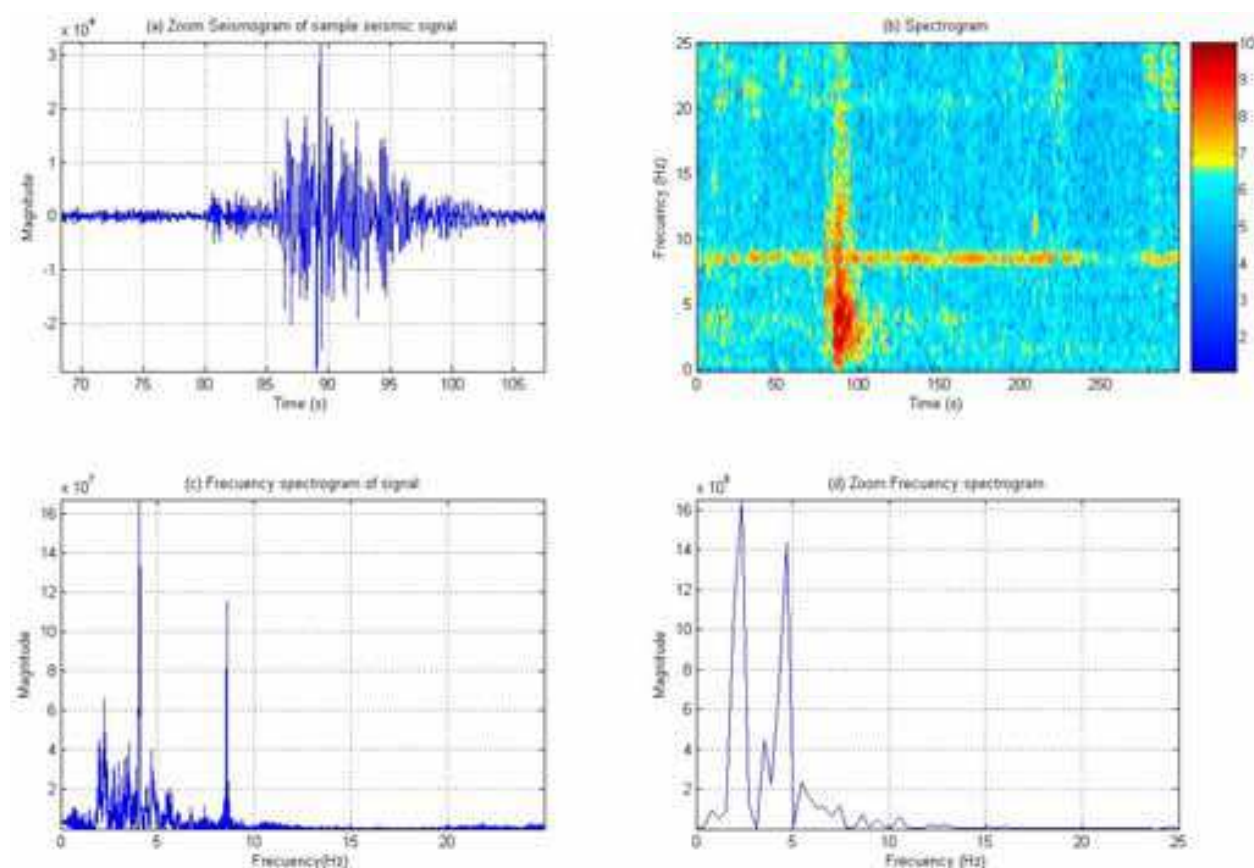 (a) Zoom Seismogram of sample seismic signal
x 10⁴
3
2
1
0
-1
-2
Magnitude
70 75 80 85 90 95 100 105
Time (s)
(b) Spectrogram
25
20
15
10
5
0
Frecuency (Hz)
0 50 100 150 200 250
Time (s)
10
9
8
7
6
5
4
3
2
(c) Frecuency spectrogram of signal
x 10⁷
16
14
12
10
8
6
4
2
Magnitude
0 5 10 15 20
Frecuency(Hz)
(d) Zoom Frecuency spectrogram
16
14
12
10
8
6
4
2
Magnitude
0 5 10 15 20 25
Frecuency (Hz)